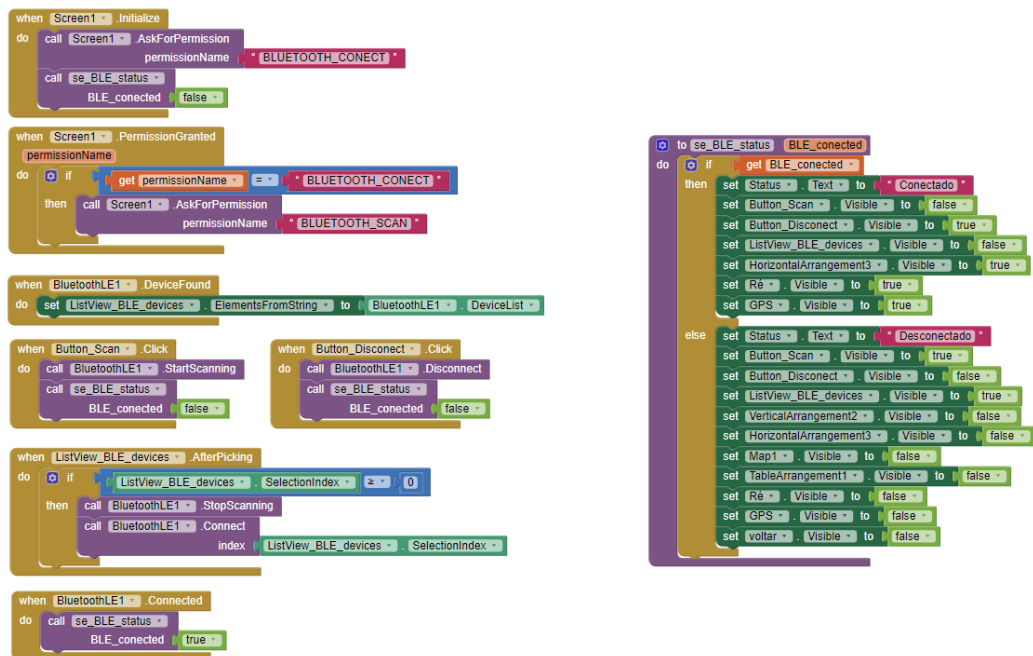 when Screen1 .Initialize
do call Screen1 .AskForPermission
permissionName " BLUETOOTH_CONECT "
call se_BLE_status
BLE_conected false
when Screen1 .PermissionGranted
permissionName
do if get permissionName = " BLUETOOTH_CONECT "
then call Screen1 .AskForPermission
permissionName " BLUETOOTH_SCAN "
when BluetoothLE1 .DeviceFound
do set ListView_BLE_devices . ElementsFromString to BluetoothLE1 . DeviceList
when Button_Scan .Click
do call BluetoothLE1 .StartScanning
call se_BLE_status
BLE_conected false
when Button_Disconect .Click
do call BluetoothLE1 .Disconnect
call se_BLE_status
BLE_conected false
when ListView_BLE_devices .AfterPicking
do if ListView_BLE_devices . SelectionIndex ≥ 0
then call BluetoothLE1 .StopScanning
call BluetoothLE1 .Connect
index ListView_BLE_devices . SelectionIndex
when BluetoothLE1 .Connected
do call se_BLE_status
BLE_conected true
to se_BLE_status BLE_conected
do if get BLE_conected
then set Status . Text to " Conectado "
set Button_Scan . Visible to false
set Button_Disconect . Visible to true
set ListView_BLE_devices . Visible to false
set HorizontalArrangement3 . Visible to true
set Ré . Visible to true
set GPS . Visible to true
else set Status . Text to " Desconectado "
set Button_Scan . Visible to true
set Button_Disconect . Visible to false
set ListView_BLE_devices . Visible to true
set VerticalArrangement2 . Visible to false
set HorizontalArrangement3 . Visible to false
set Map1 . Visible to false
set TableArrangement1 . Visible to false
set Ré . Visible to false
set GPS . Visible to false
set voltar . Visible to false